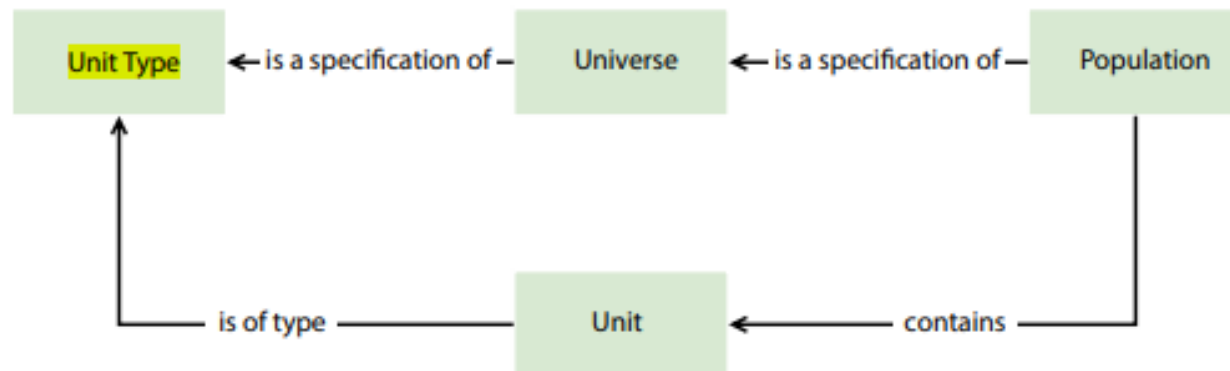 Unit Type is a specification of Universe is a specification of Population
is of type Unit contains